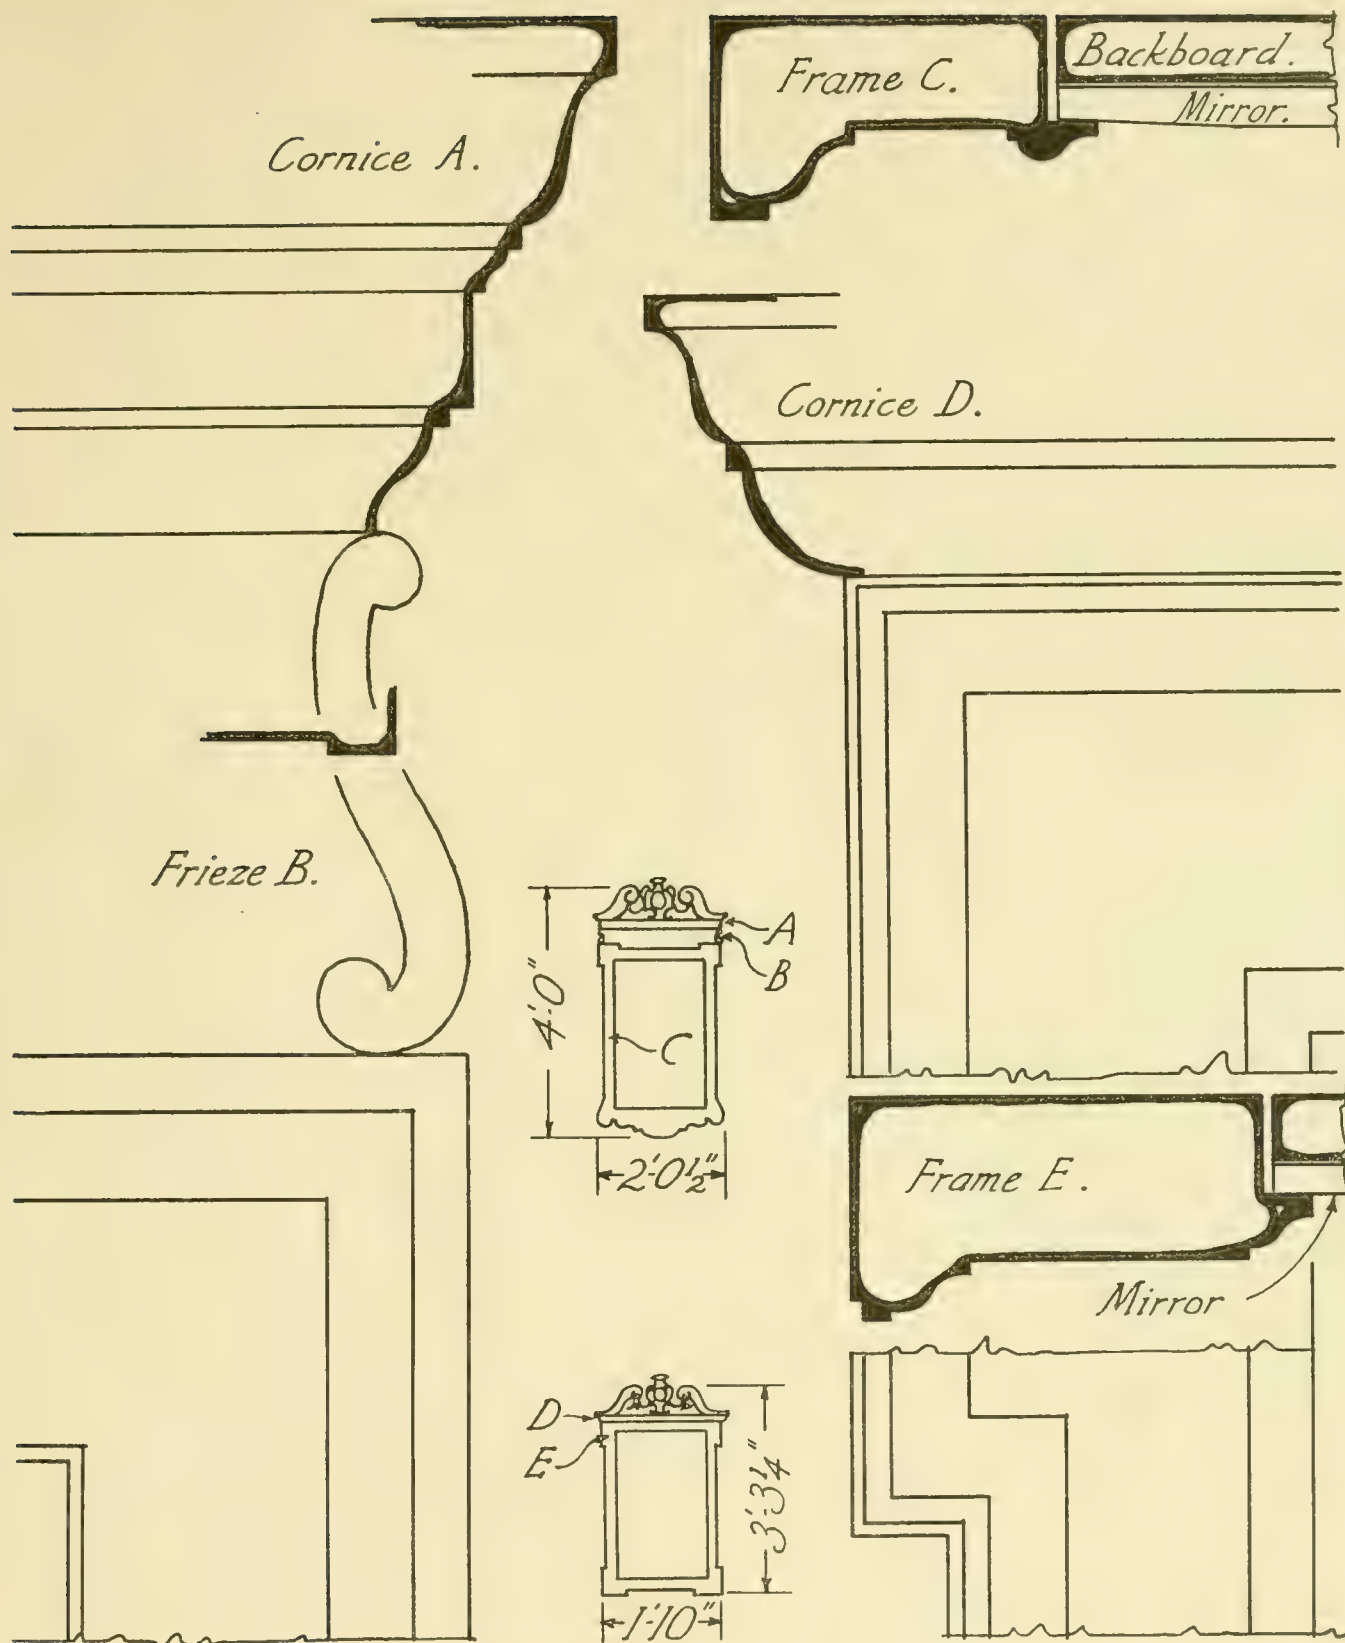 Frame C.
Backboard.
Mirror.
Cornice A.
Cornice D.
Frieze B.
A
B
C
4'-0"
2'-0½"
Frame E.
Mirror
D
E
3'-3¼"
1'-10"